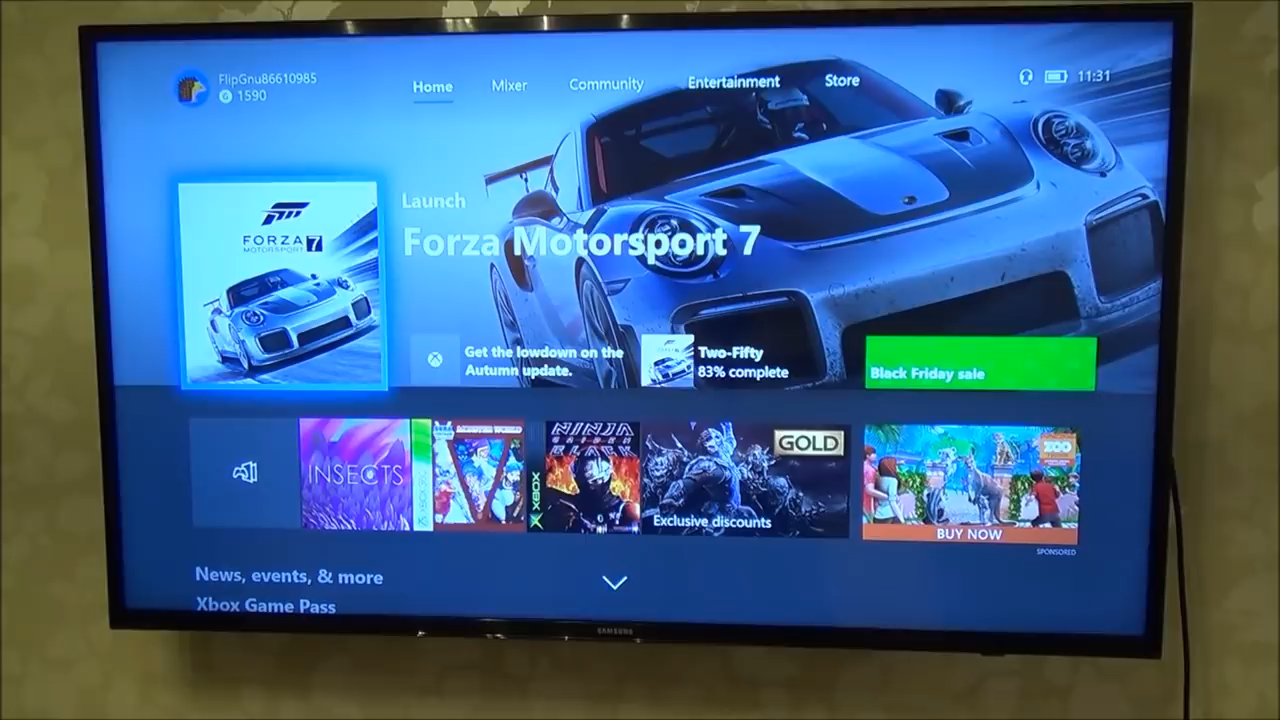 FlipGnu86610985
G 1590
Home
Mixer
Community
Entertainment
Store
11:31
FORZA 7
MOTORSPORT
Launch
Forza Motorsport 7
Get the lowdown on the
Autumn update.
Two-Fifty
83% complete
Black Friday sale
INSECTS
XBOX
NINJA
GAIDEN
BLACK
XBOX
GOLD
Exclusive discounts
ZOO
BUY NOW
SPONSORED
News, events, & more
Xbox Game Pass
SAMSUNG